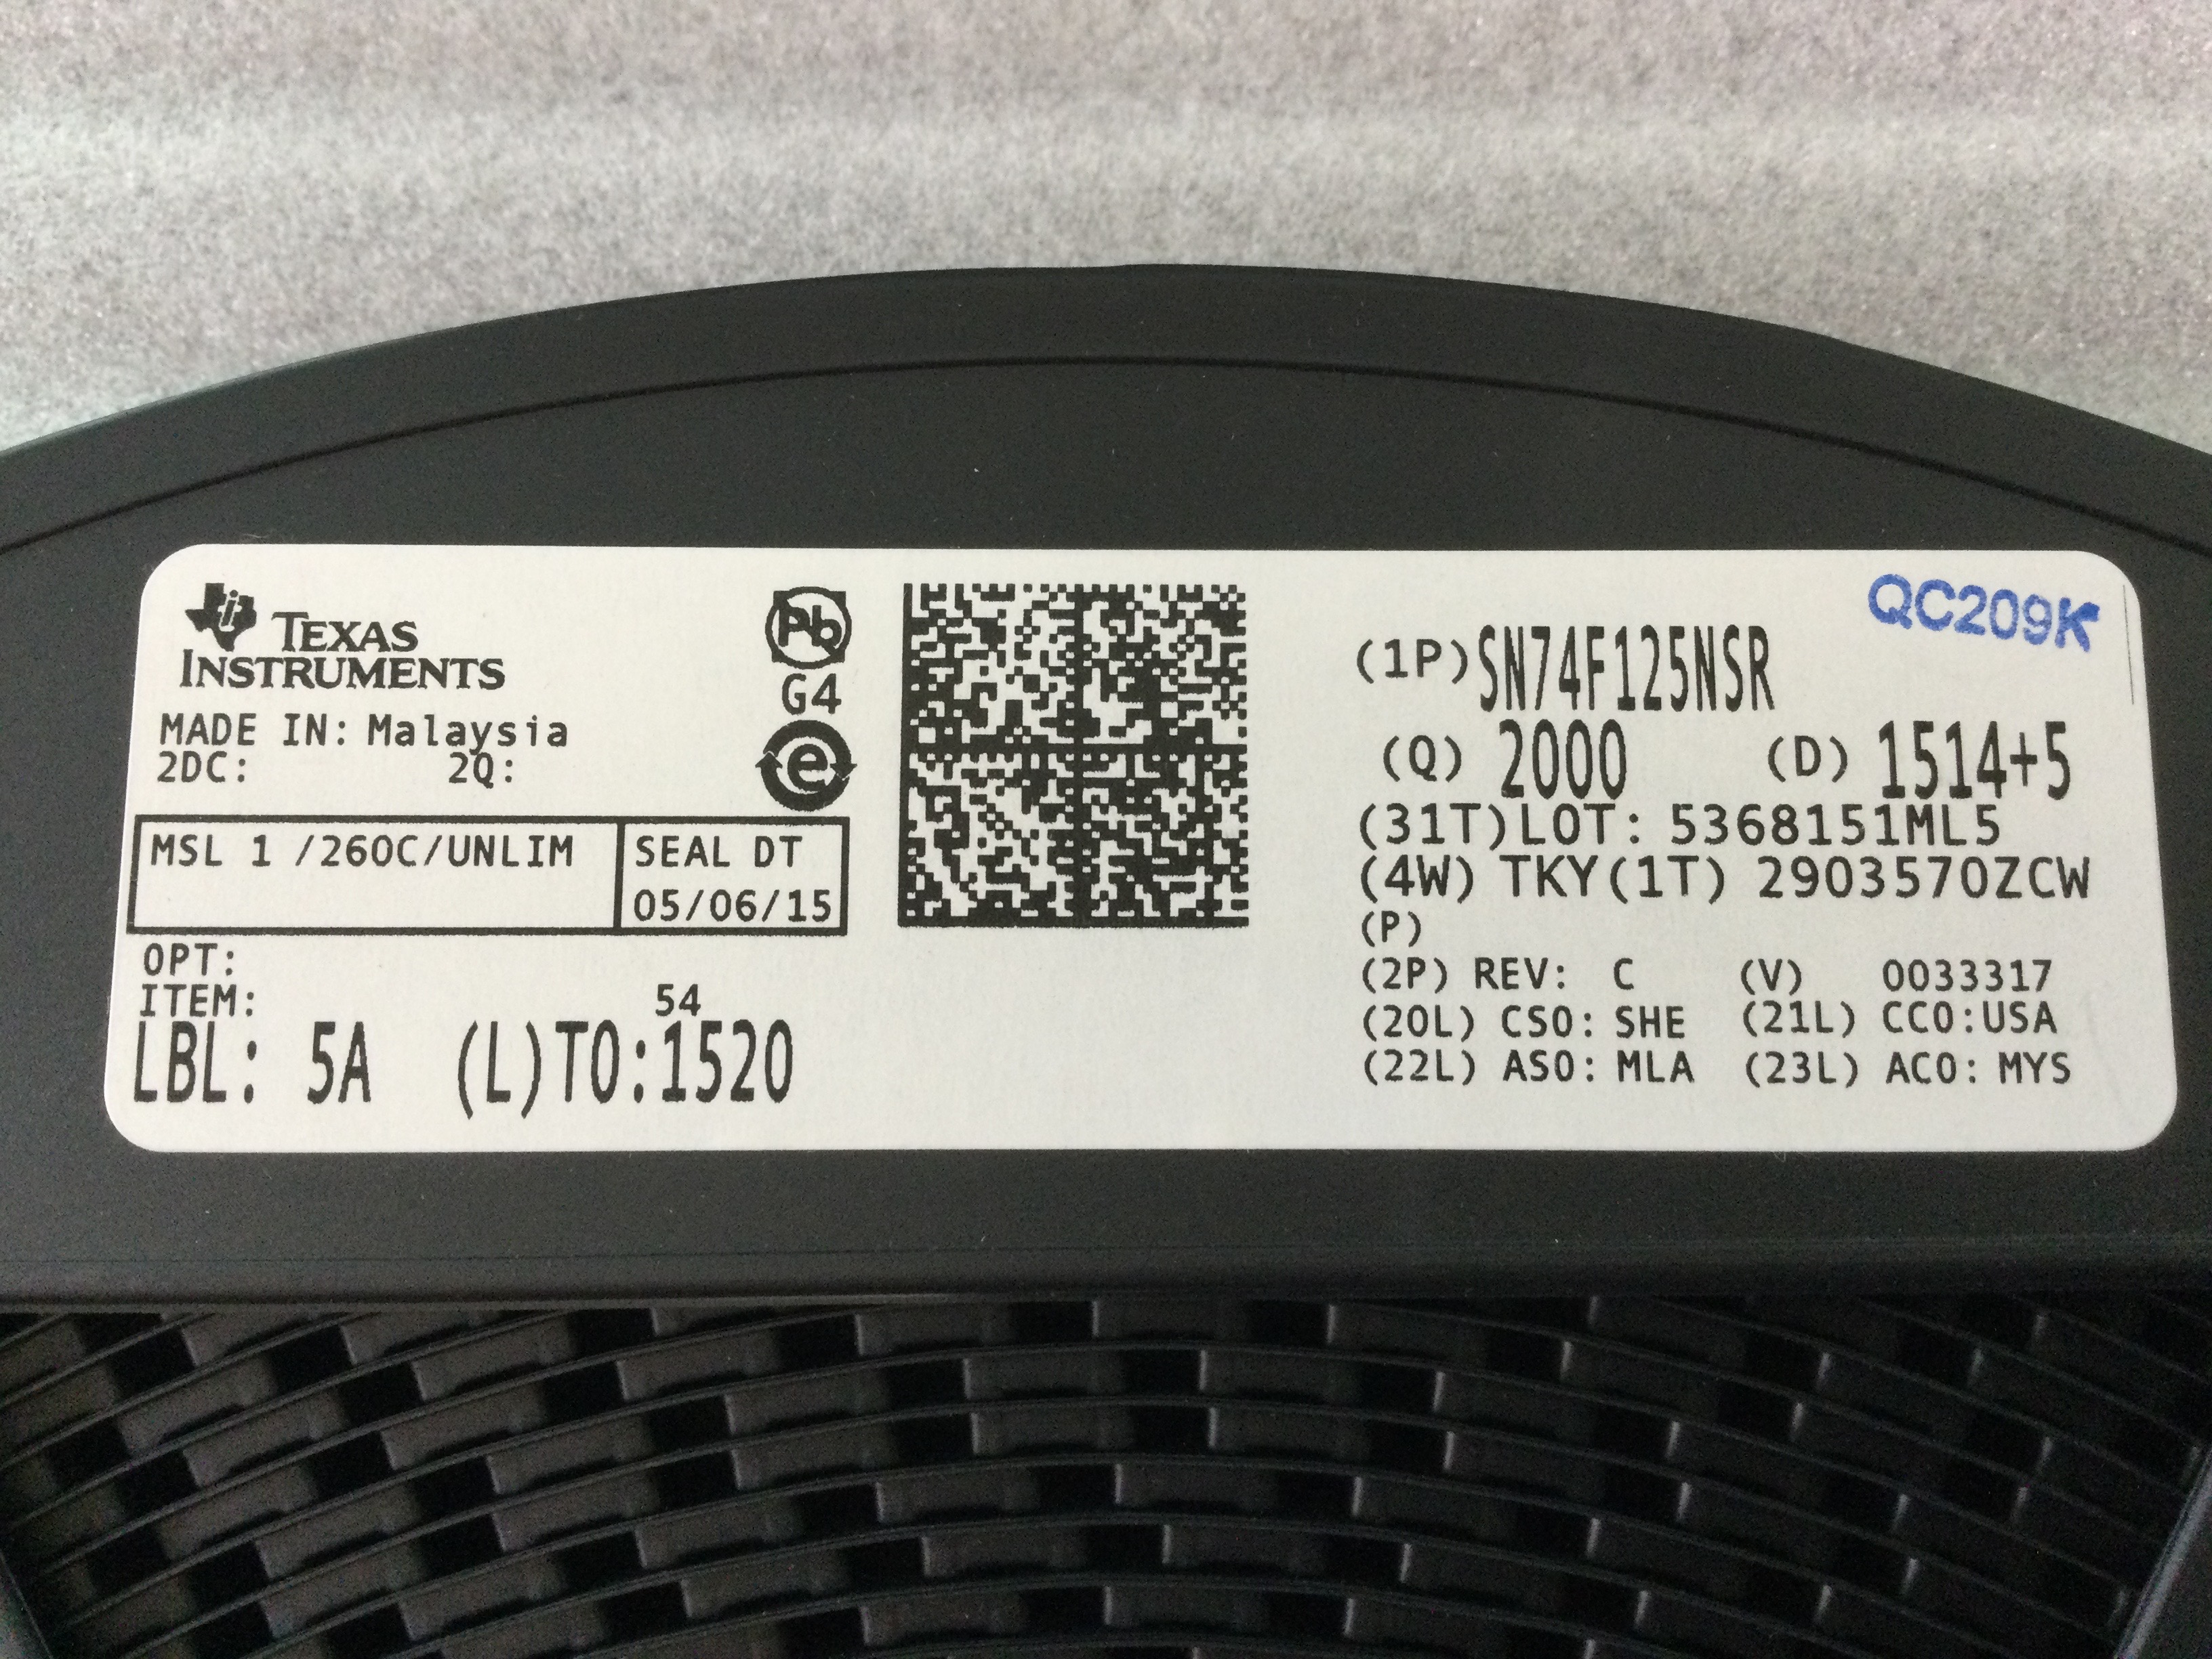 TEXAS
INSTRUMENTS
MADE IN: Malaysia
2DC: 2Q:
Pb
G4
e
MSL 1 /260C/UNLIM
SEAL DT
05/06/15
OPT:
ITEM: 54
LBL: 5A (L)TO:1520
QC209K
(1P)SN74F125NSR
(Q) 2000 (D) 1514+5
(31T)LOT: 5368151ML5
(4W) TKY(1T) 2903570ZCW
(P)
(2P) REV: C (V) 0033317
(20L) CSO: SHE (21L) CCO:USA
(22L) ASO: MLA (23L) ACO: MYS